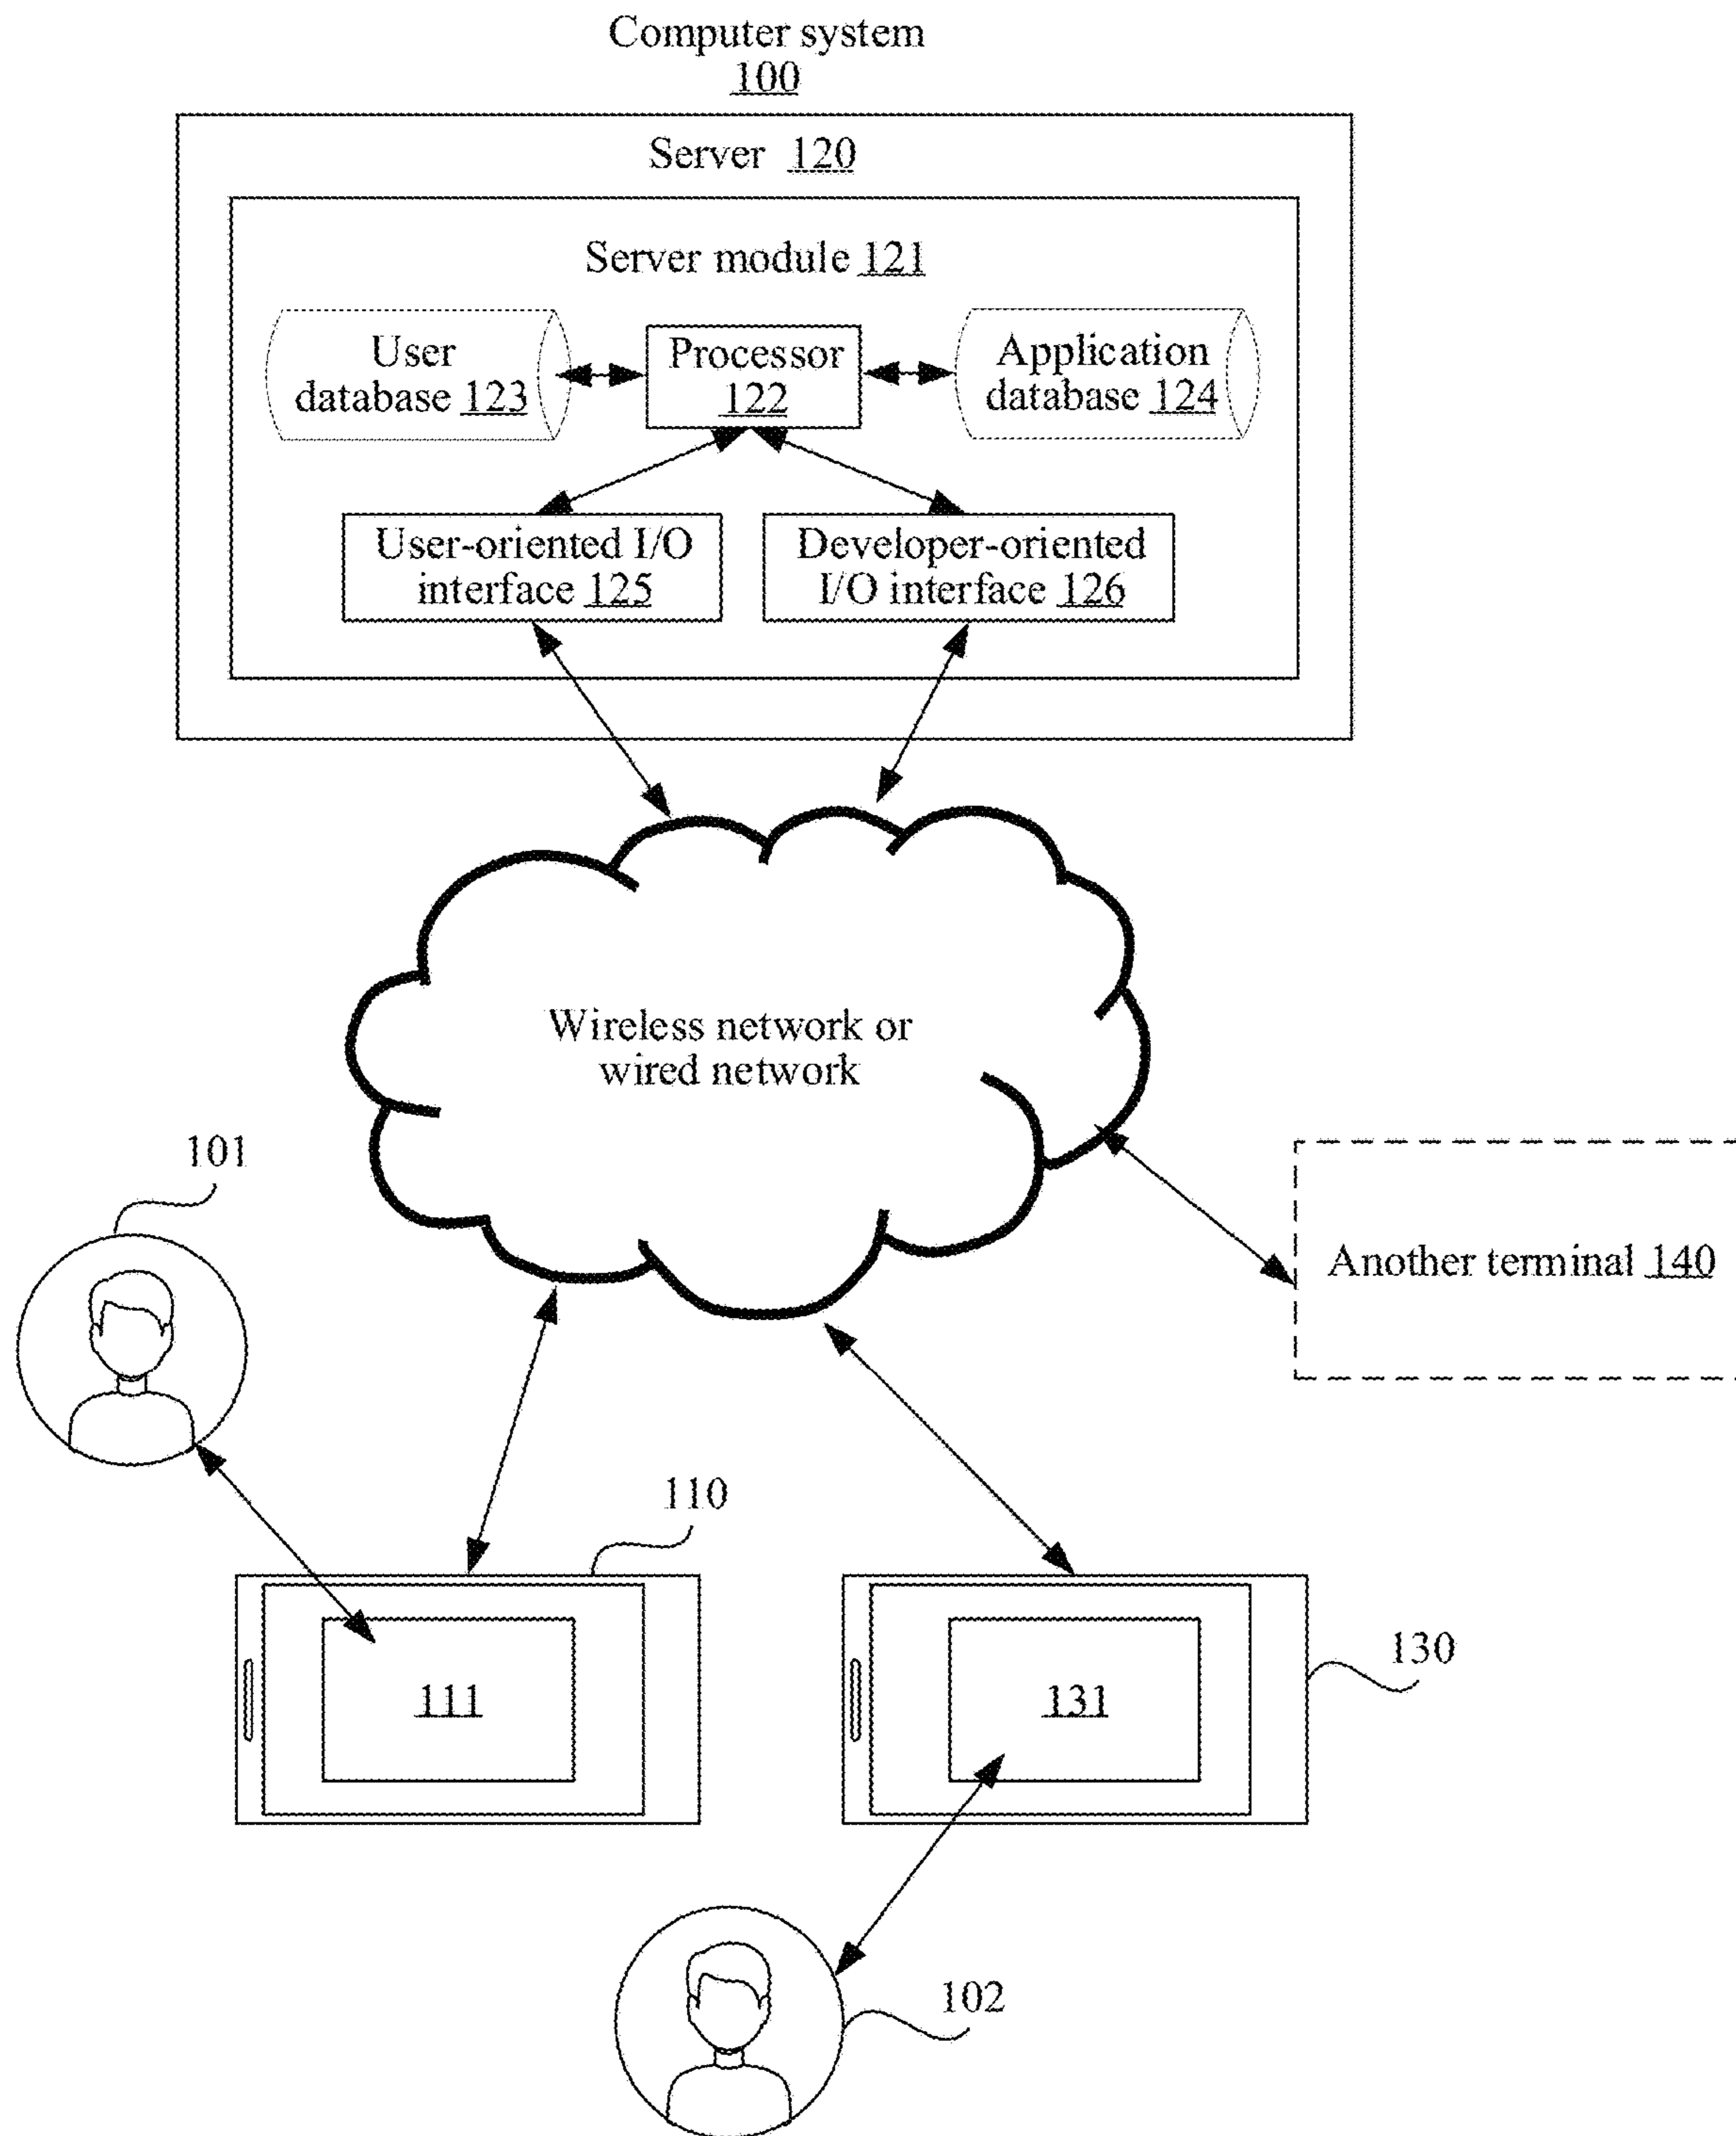 Computer system
100
Server 120
Server module 121
User
database 123
Processor
122
Application
database 124
User-oriented I/O
interface 125
Developer-oriented
I/O interface 126
Wireless network or
wired network
101
Another terminal 140
110
111
131
130
102